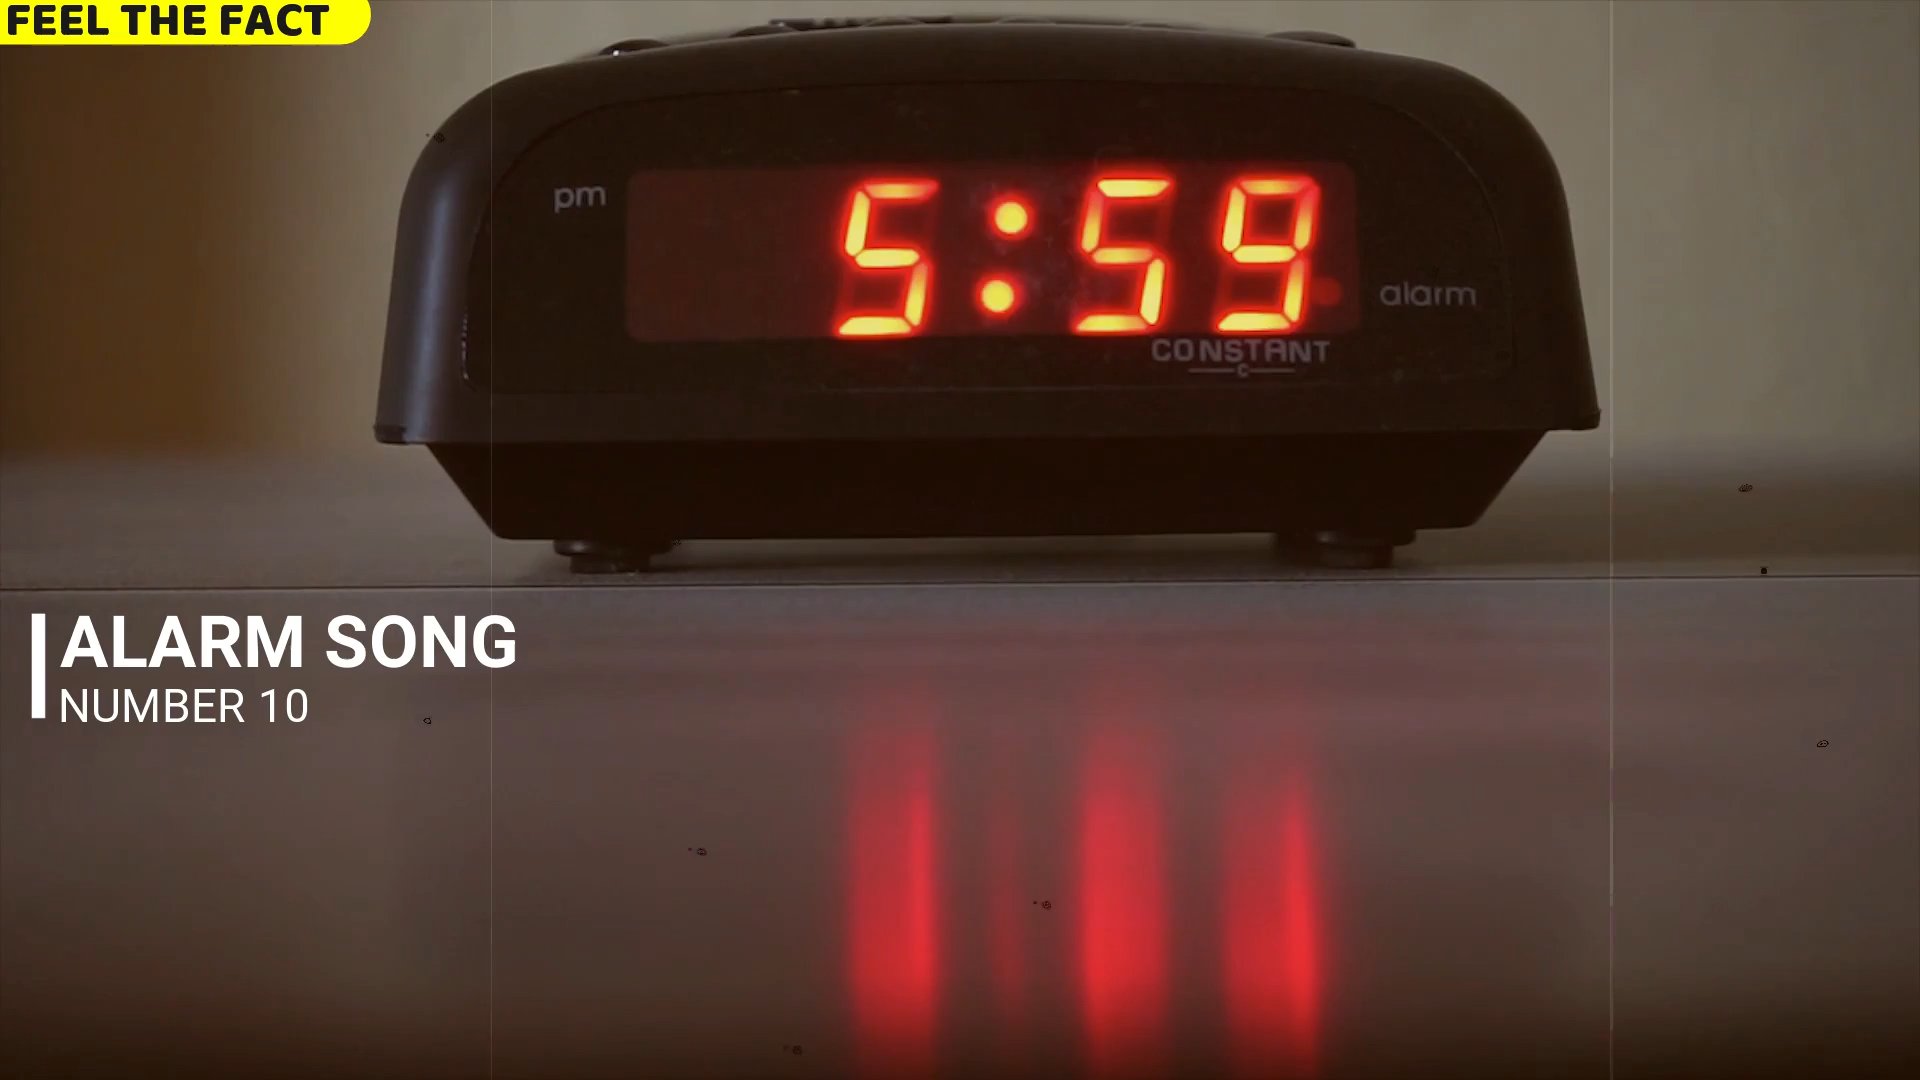 FEEL THE FACT
pm
5:59
alarm
CONSTANT
C
ALARM SONG
NUMBER 10